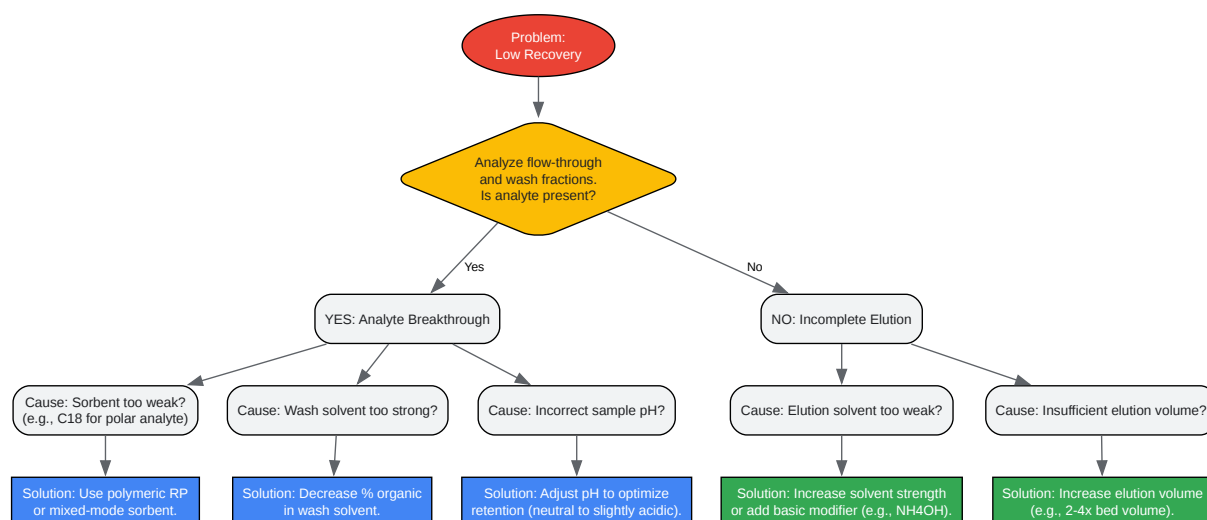 Problem:
Low Recovery
Analyze flow-through
and wash fractions.
Is analyte present?
Yes
No
YES: Analyte Breakthrough
NO: Incomplete Elution
Cause: Sorbent too weak?
(e.g., C18 for polar analyte)
Cause: Wash solvent too strong?
Cause: Incorrect sample pH?
Cause: Elution solvent too weak?
Cause: Insufficient elution volume?
Solution: Use polymeric RP
or mixed-mode sorbent.
Solution: Decrease % organic
in wash solvent.
Solution: Adjust pH to optimize
retention (neutral to slightly acidic).
Solution: Increase solvent strength
or add basic modifier (e.g., NH4OH).
Solution: Increase elution volume
(e.g., 2-4x bed volume).